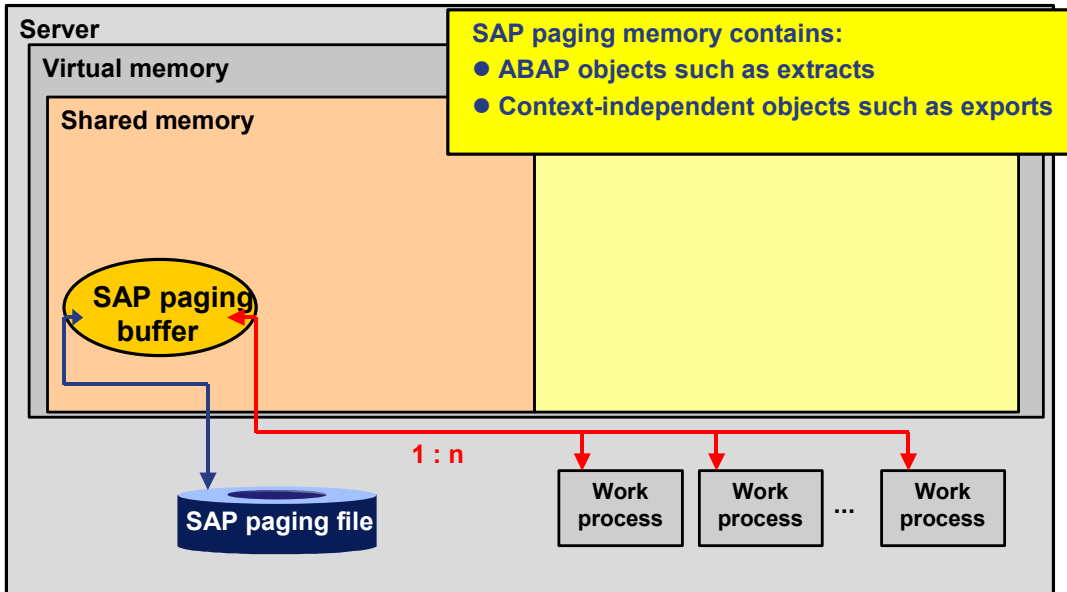 Server
Virtual memory
Shared memory
SAP paging memory contains:
● ABAP objects such as extracts
● Context-independent objects such as exports
SAP paging
buffer
1 : n
SAP paging file
Work
process
Work
process
...
Work
process